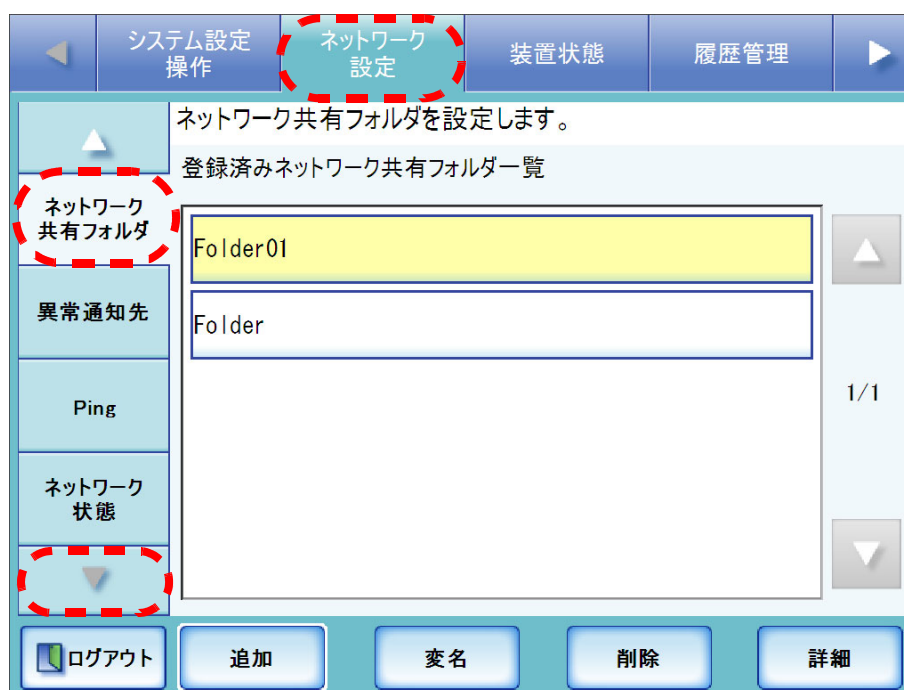 システム設定
操作
ネットワーク
設定
装置状態
履歴管理
ネットワーク共有フォルダを設定します。
登録済みネットワーク共有フォルダ一覧
ネットワーク
共有フォルダ
異常通知先
Ping
ネットワーク
状態
Folder01
Folder
1/1
ログアウト
追加
変名
削除
詳細